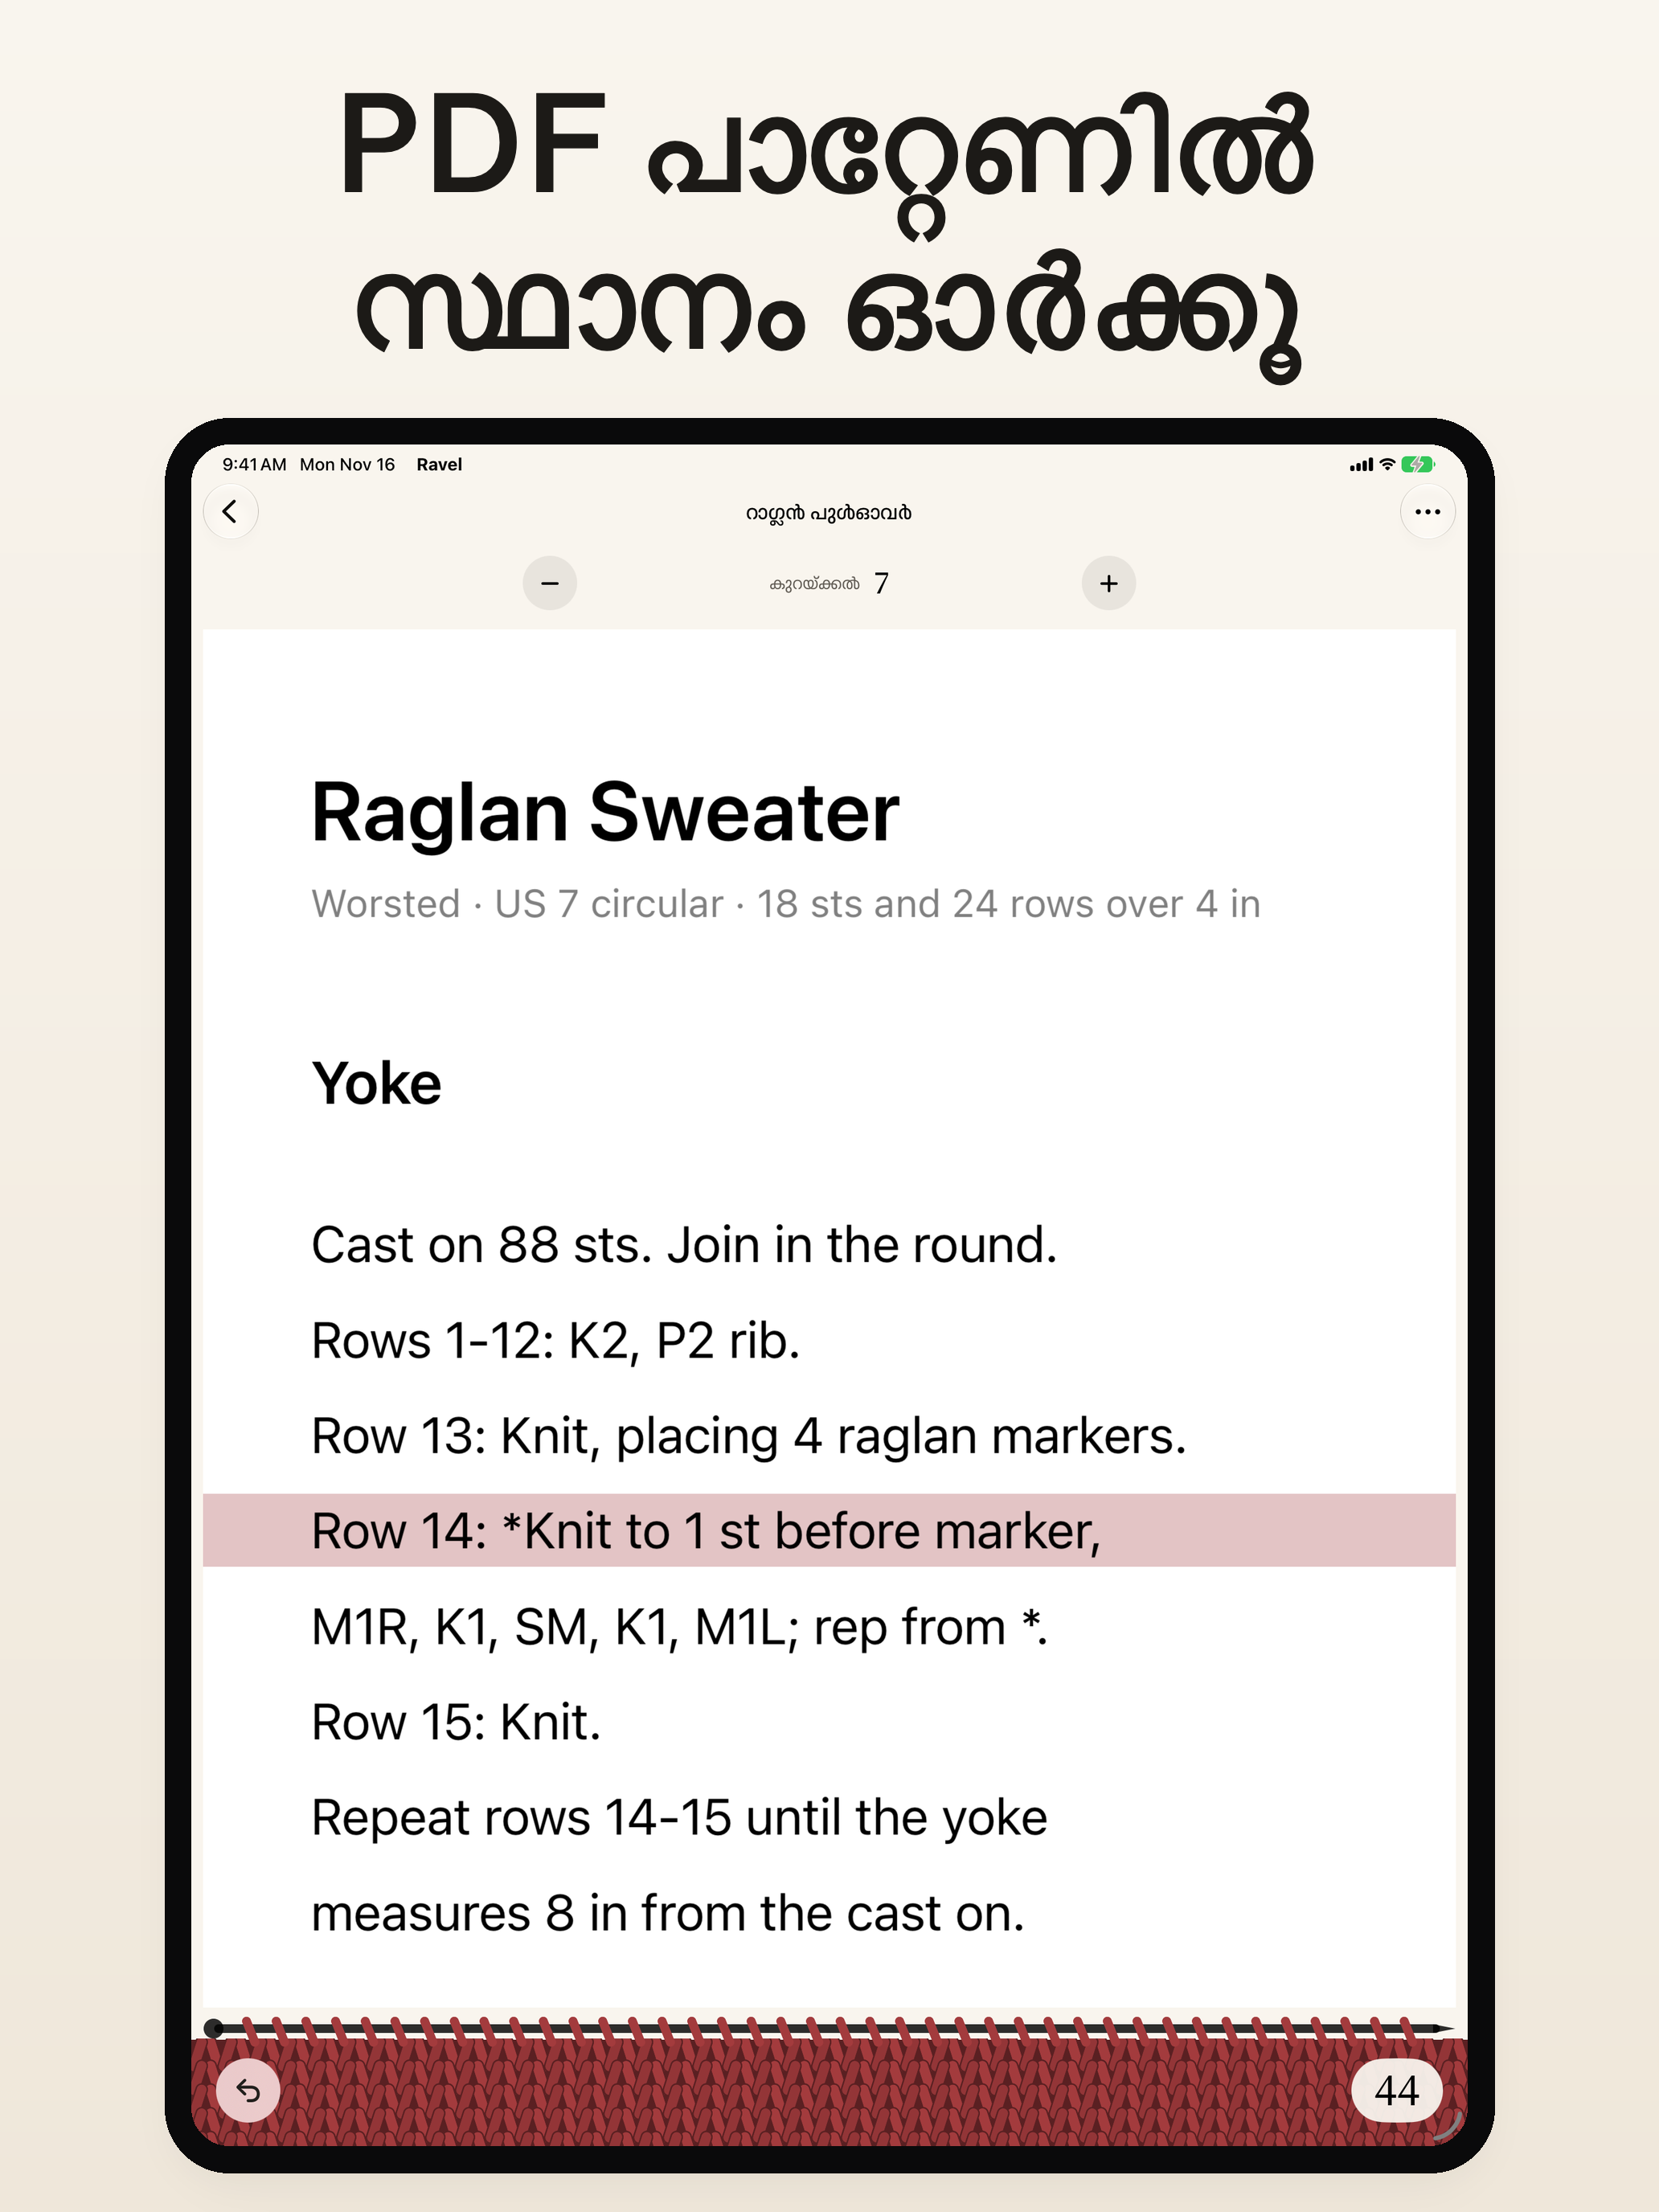 PDF പാറ്റേണിൽ
സ്ഥാനം ഓർക്കൂ
9:41 AM Mon Nov 16 Ravel
റാഗ്ലൻ പുൾഓവർ
കുറയ്ക്കൽ 7
Raglan Sweater
Worsted · US 7 circular · 18 sts and 24 rows over 4 in
Yoke
Cast on 88 sts. Join in the round.
Rows 1-12: K2, P2 rib.
Row 13: Knit, placing 4 raglan markers.
Row 14: *Knit to 1 st before marker,
M1R, K1, SM, K1, M1L; rep from *.
Row 15: Knit.
Repeat rows 14-15 until the yoke
measures 8 in from the cast on.
44